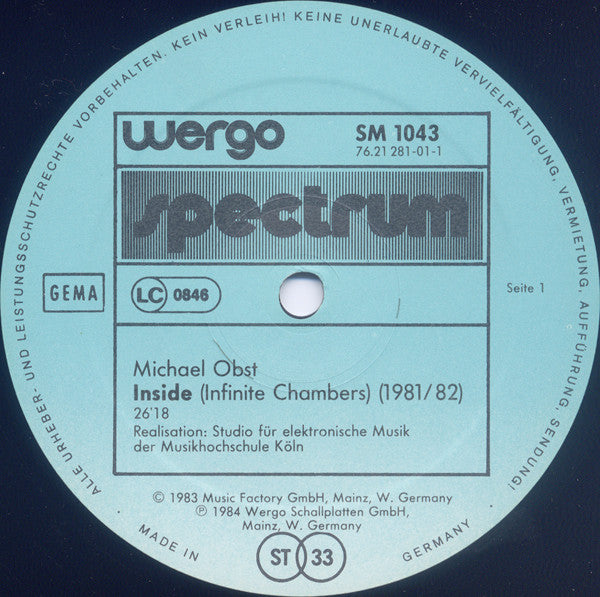 ALLE URHEBER- UND LEISTUNGSSCHUTZRECHTE VORBEHALTEN. KEIN VERLEIH! KEINE UNERLAUBTE VERVIELFÄLTIGUNG, VERMIETUNG, AUFFÜHRUNG, SENDUNG!
wergo
SM 1043
76.21 281-01-1
spectrum
GEMA
LC 0846
Seite 1
Michael Obst
Inside (Infinite Chambers) (1981/82)
26'18
Realisation: Studio für elektronische Musik
der Musikhochschule Köln
© 1983 Music Factory GmbH, Mainz, W. Germany
℗ 1984 Wergo Schallplatten GmbH,
Mainz, W. Germany
MADE IN GERMANY
ST 33